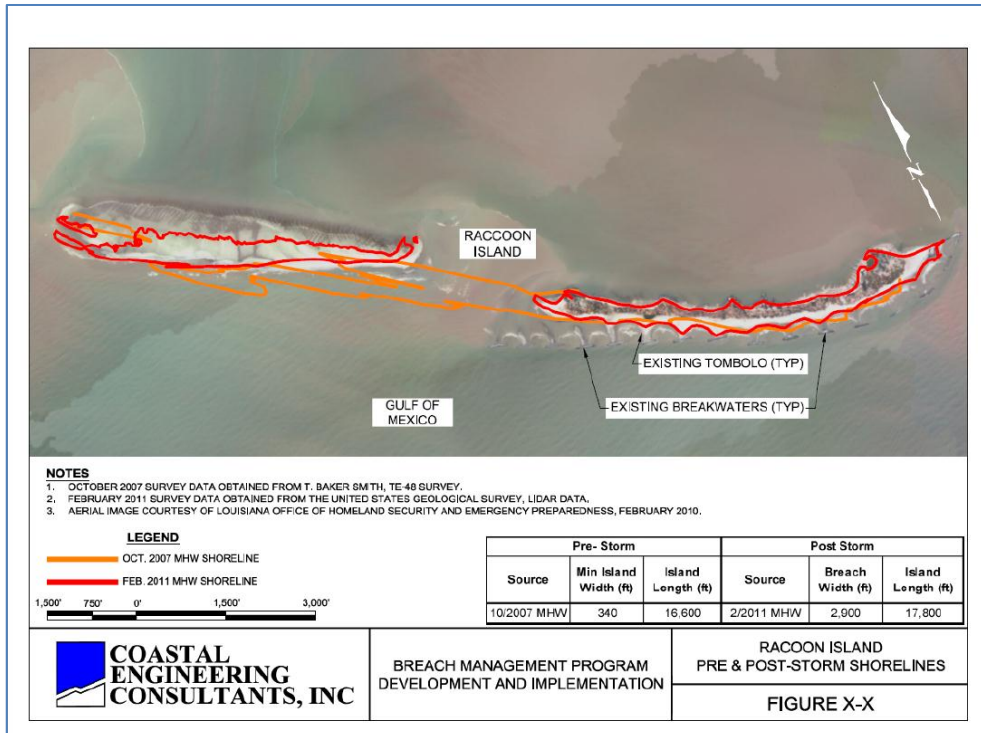 N
RACCOON
ISLAND
EXISTING TOMBOLO (TYP)
EXISTING BREAKWATERS (TYP)
GULF OF
MEXICO
NOTES
1. OCTOBER 2007 SURVEY DATA OBTAINED FROM T. BAKER SMITH, TE-48 SURVEY.
2. FEBRUARY 2011 SURVEY DATA OBTAINED FROM THE UNITED STATES GEOLOGICAL SURVEY, LIDAR DATA.
3. AERIAL IMAGE COURTESY OF LOUISIANA OFFICE OF HOMELAND SECURITY AND EMERGENCY PREPAREDNESS, FEBRUARY 2010.
LEGEND
OCT. 2007 MHW SHORELINE
FEB. 2011 MHW SHORELINE
1,500' 750' 0' 1,500' 3,000'
Pre- Storm Post Storm
Source Min Island Width (ft) Island Length (ft) Source Breach Width (ft) Island Length (ft)
10/2007 MHW 340 16,600 2/2011 MHW 2,900 17,800
COASTAL
ENGINEERING
CONSULTANTS, INC
BREACH MANAGEMENT PROGRAM
DEVELOPMENT AND IMPLEMENTATION
RACOON ISLAND
PRE & POST-STORM SHORELINES
FIGURE X-X